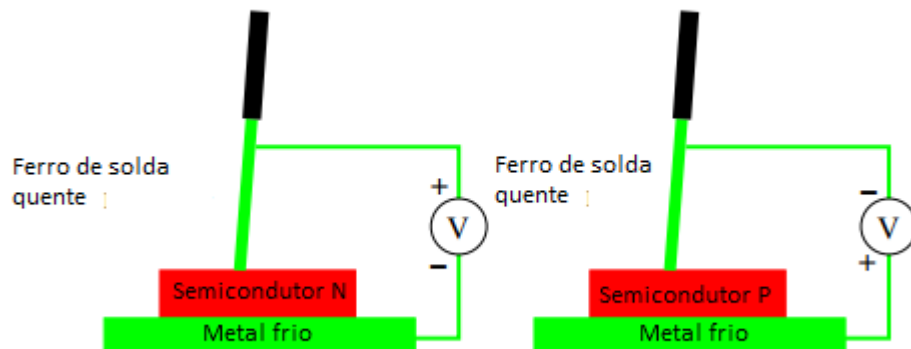 Ferro de solda
quente
+
V
−
Semicondutor N
Metal frio
Ferro de solda
quente
−
V
+
Semicondutor P
Metal frio